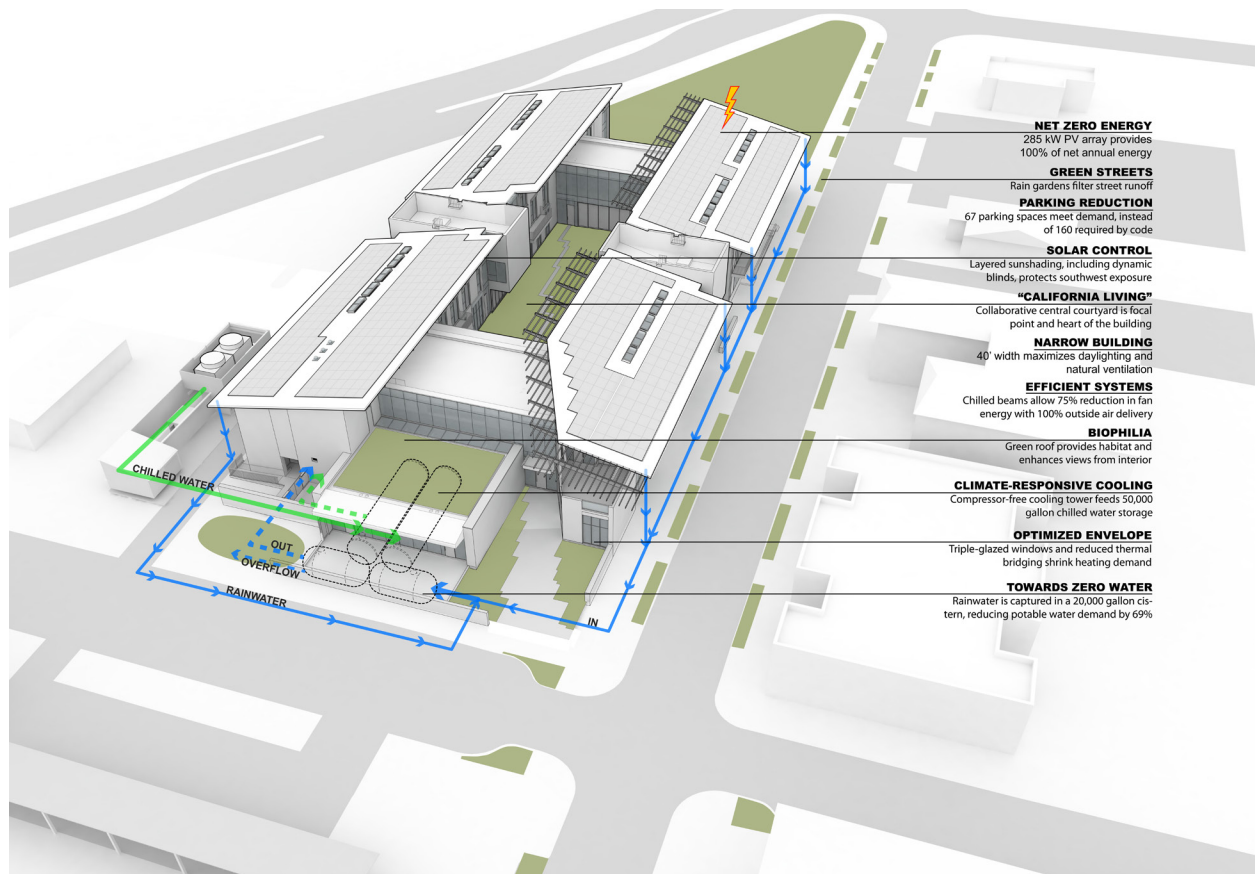 NET ZERO ENERGY
285 kW PV array provides
100% of net annual energy
GREEN STREETS
Rain gardens filter street runoff
PARKING REDUCTION
67 parking spaces meet demand, instead
of 160 required by code
SOLAR CONTROL
Layered sunshading, including dynamic
blinds, protects southwest exposure
“CALIFORNIA LIVING”
Collaborative central courtyard is focal
point and heart of the building
NARROW BUILDING
40' width maximizes daylighting and
natural ventilation
EFFICIENT SYSTEMS
Chilled beams allow 75% reduction in fan
energy with 100% outside air delivery
BIOPHILIA
Green roof provides habitat and
enhances views from interior
CLIMATE-RESPONSIVE COOLING
Compressor-free cooling tower feeds 50,000
gallon chilled water storage
OPTIMIZED ENVELOPE
Triple-glazed windows and reduced thermal
bridging shrink heating demand
TOWARDS ZERO WATER
Rainwater is captured in a 20,000 gallon cis-
tern, reducing potable water demand by 69%
CHILLED WATER
OUT
OVERFLOW
RAINWATER
IN